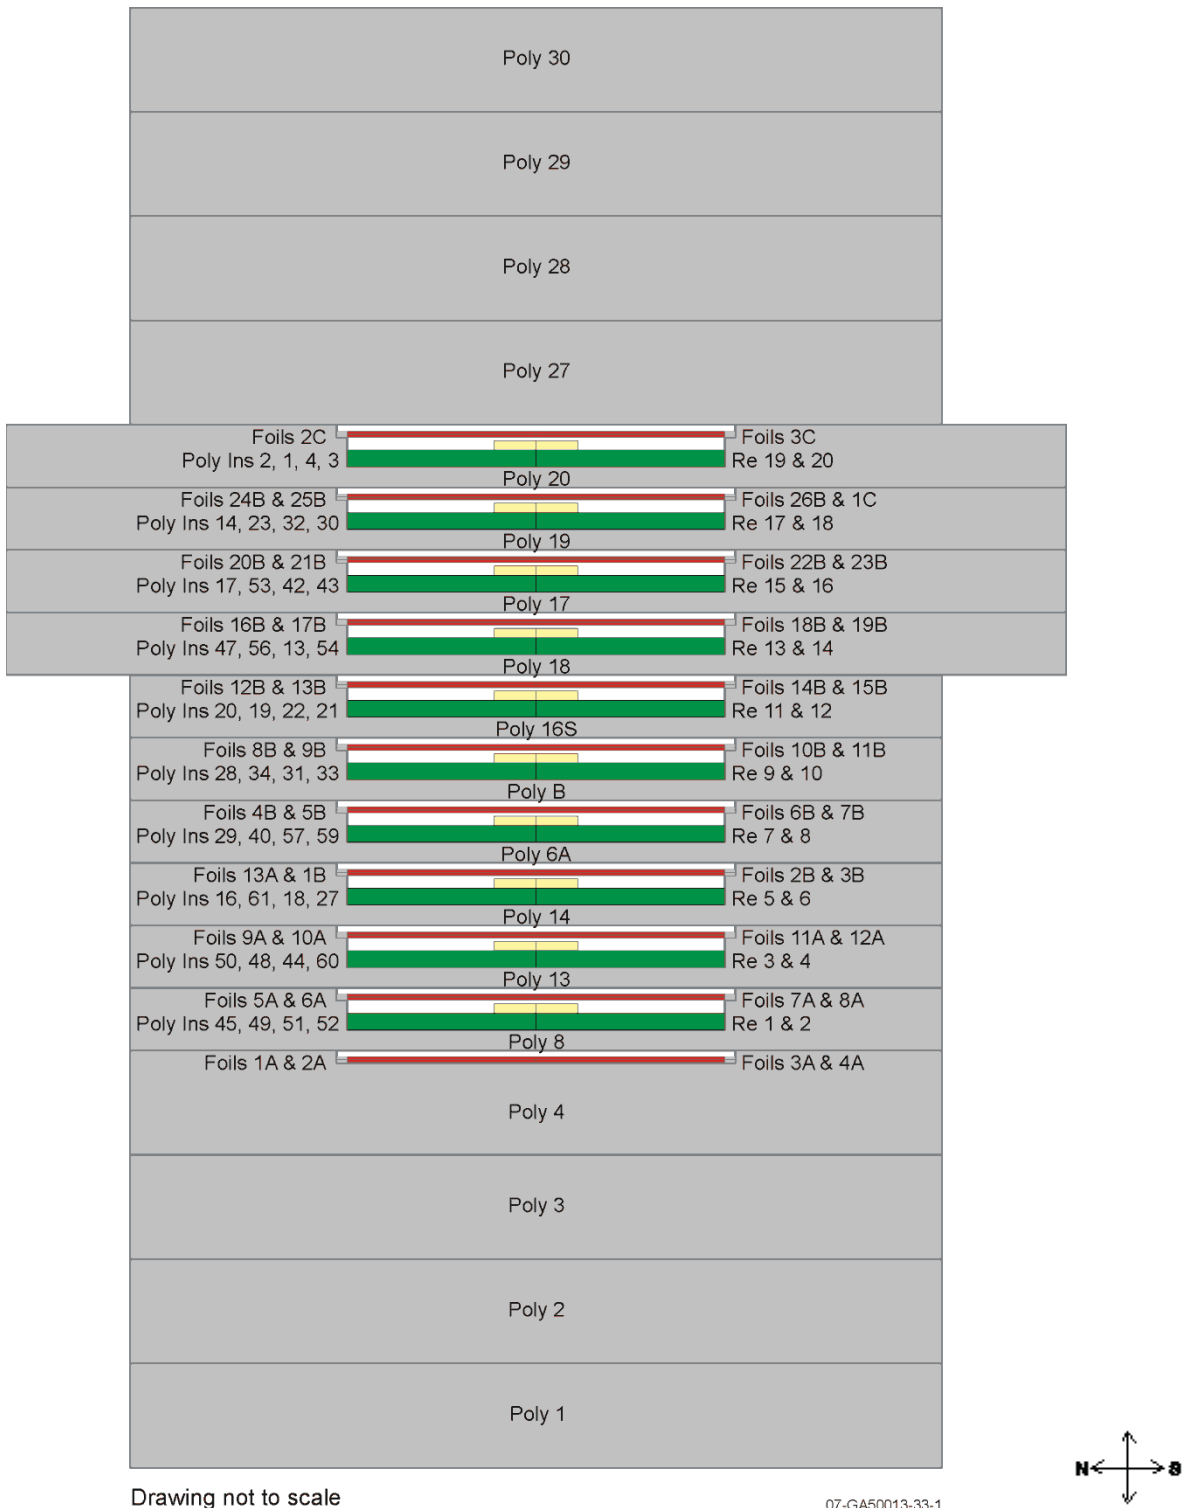 Poly 30
Poly 29
Poly 28
Poly 27
Foils 2C
Foils 3C
Poly Ins 2, 1, 4, 3
Re 19 & 20
Poly 20
Foils 24B & 25B
Foils 26B & 1C
Poly Ins 14, 23, 32, 30
Re 17 & 18
Poly 19
Foils 20B & 21B
Foils 22B & 23B
Poly Ins 17, 53, 42, 43
Re 15 & 16
Poly 17
Foils 16B & 17B
Foils 18B & 19B
Poly Ins 47, 56, 13, 54
Re 13 & 14
Poly 18
Foils 12B & 13B
Foils 14B & 15B
Poly Ins 20, 19, 22, 21
Re 11 & 12
Poly 16S
Foils 8B & 9B
Foils 10B & 11B
Poly Ins 28, 34, 31, 33
Re 9 & 10
Poly B
Foils 4B & 5B
Foils 6B & 7B
Poly Ins 29, 40, 57, 59
Re 7 & 8
Poly 6A
Foils 13A & 1B
Foils 2B & 3B
Poly Ins 16, 61, 18, 27
Re 5 & 6
Poly 14
Foils 9A & 10A
Foils 11A & 12A
Poly Ins 50, 48, 44, 60
Re 3 & 4
Poly 13
Foils 5A & 6A
Foils 7A & 8A
Poly Ins 45, 49, 51, 52
Re 1 & 2
Poly 8
Foils 1A & 2A
Foils 3A & 4A
Poly 4
Poly 3
Poly 2
Poly 1
N
S
Drawing not to scale
07-GA50013-33-1